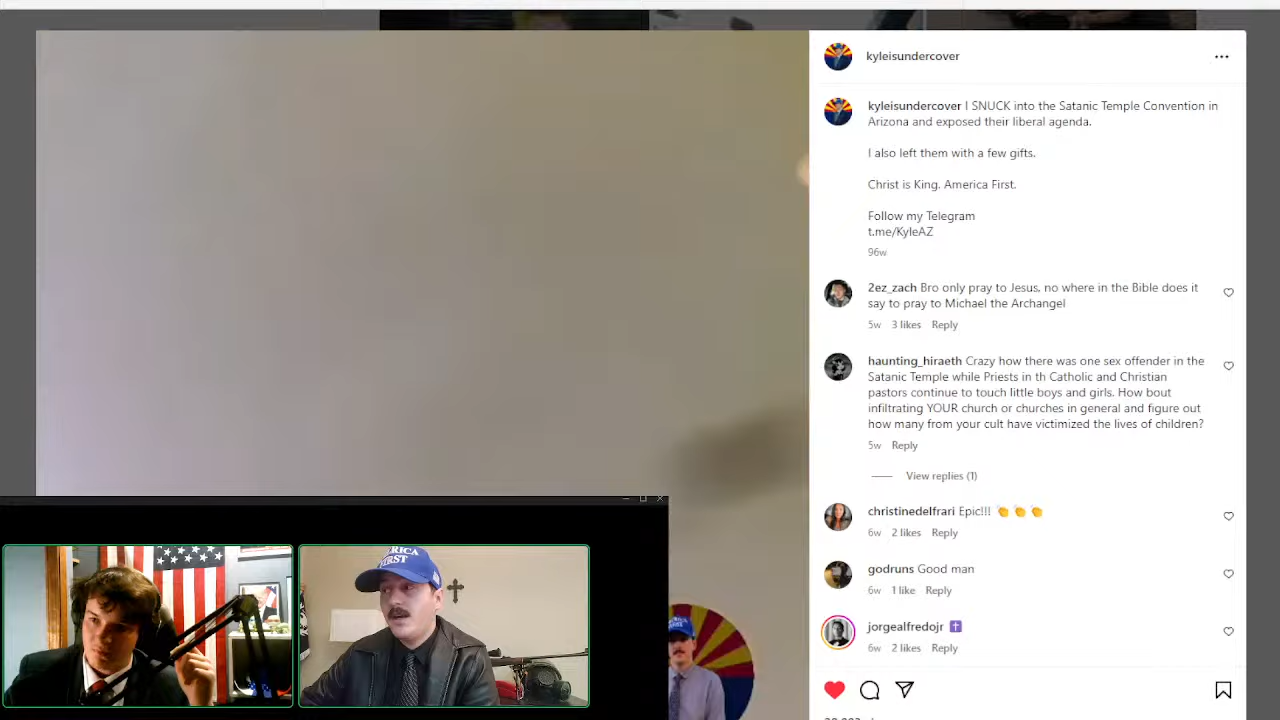 kyleisundercover
kyleisundercover I SNUCK into the Satanic Temple Convention in
Arizona and exposed their liberal agenda.
I also left them with a few gifts.
Christ is King. America First.
Follow my Telegram
t.me/KyleAZ
96w
2ez_zach Bro only pray to Jesus, no where in the Bible does it
say to pray to Michael the Archangel
5w 3 likes Reply
haunting_hiraeth Crazy how there was one sex offender in the
Satanic Temple while Priests in th Catholic and Christian
pastors continue to touch little boys and girls. How bout
infiltrating YOUR church or churches in general and figure out
how many from your cult have victimized the lives of children?
5w Reply
View replies (1)
christinedelfrari Epic!!! 👏 👏 👏
6w 2 likes Reply
godruns Good man
6w 1 like Reply
jorgealfredojr ✝️
6w 2 likes Reply
FIRST